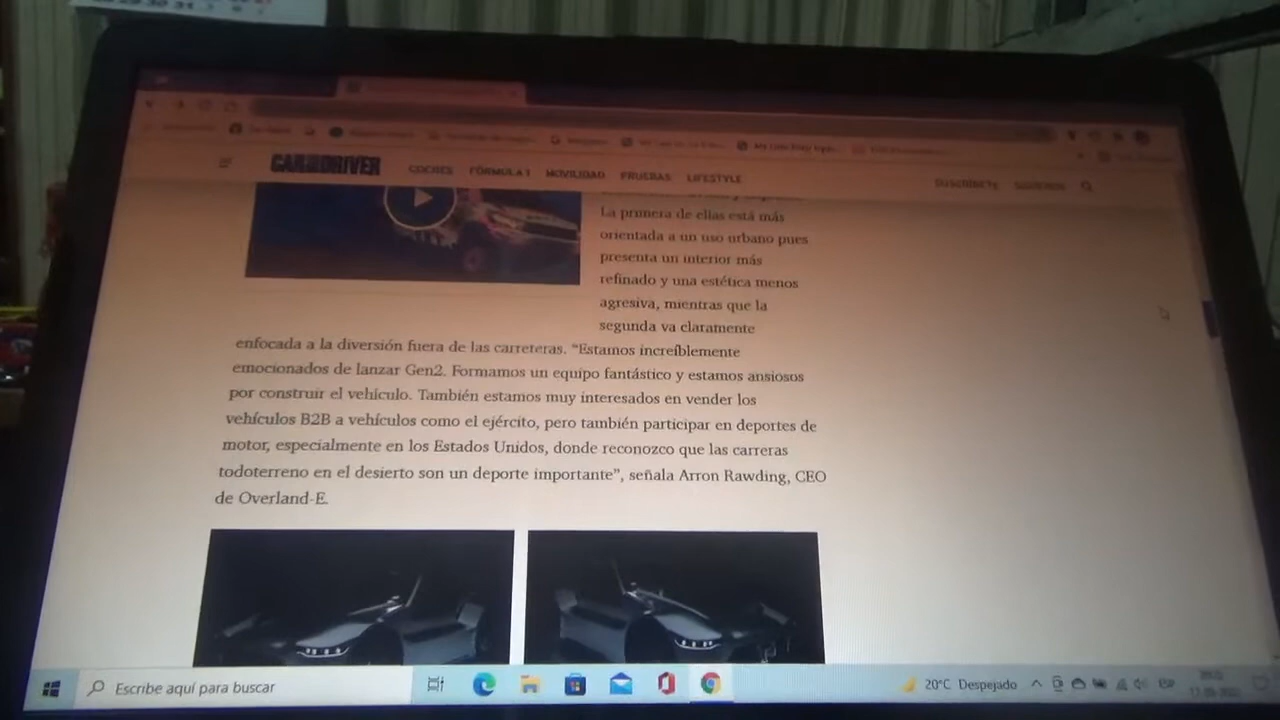 CAR AND DRIVER
COCHES FÓRMULA 1 MOVILIDAD PRUEBAS LIFESTYLE
SUSCRÍBETE
La primera de ellas está más
orientada a un uso urbano pues
presenta un interior más
refinado y una estética menos
agresiva, mientras que la
segunda va claramente
enfocada a la diversión fuera de las carreteras. “Estamos increíblemente
emocionados de lanzar Gen2. Formamos un equipo fantástico y estamos ansiosos
por construir el vehículo. También estamos muy interesados en vender los
vehículos B2B a vehículos como el ejército, pero también participar en deportes de
motor, especialmente en los Estados Unidos, donde reconozco que las carreras
todoterreno en el desierto son un deporte importante”, señala Arron Rawding, CEO
de Overland-E.
Escribe aquí para buscar
20°C Despejado